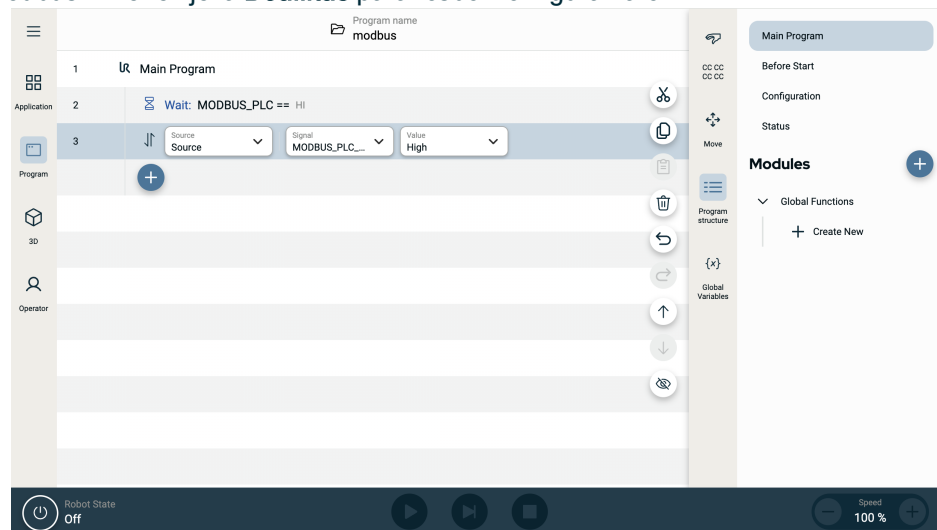 Program name
modbus
Main Program
CC CC
CC CC
Before Start
1 UR Main Program
Application
2 Wait: MODBUS_PLC == HI
Configuration
3 Source
Source
Signal
MODBUS_PLC_...
Value
High
Move
Status
Program
Modules
Program
structure
Global Functions
Create New
3D
{x}
Global
Variables
Operator
Robot State
Off
Speed
100 %